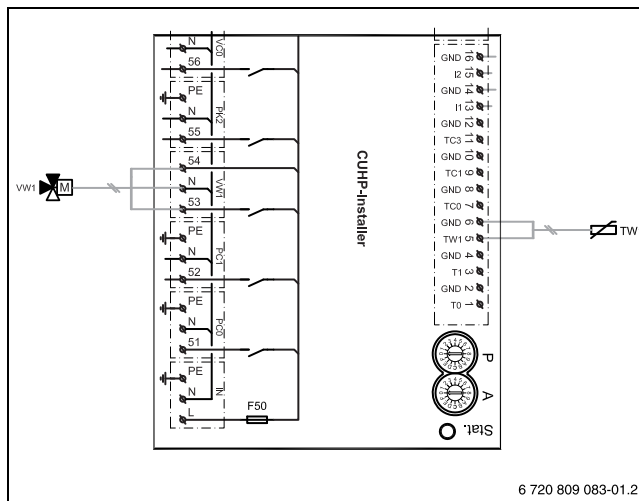 N
VC0
56
PE
N
PK2
55
54
N
VW1
53
PE
N
PC1
52
PE
N
PC0
51
PE
N
IN
L
F50
VW1
M
CUHP-Installer
GND 16
I2 15
GND 14
I1 13
GND 12
TC3 11
GND 10
TC1 9
GND 8
TC0 7
GND 6
TW1 5
GND 4
T1 3
GND 2
T0 1
TW1
P
A
Stat.
6 720 809 083-01.2I